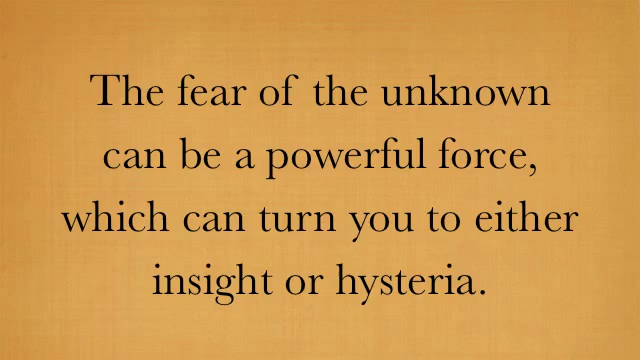 The fear of the unknown
can be a powerful force,
which can turn you to either
insight or hysteria.